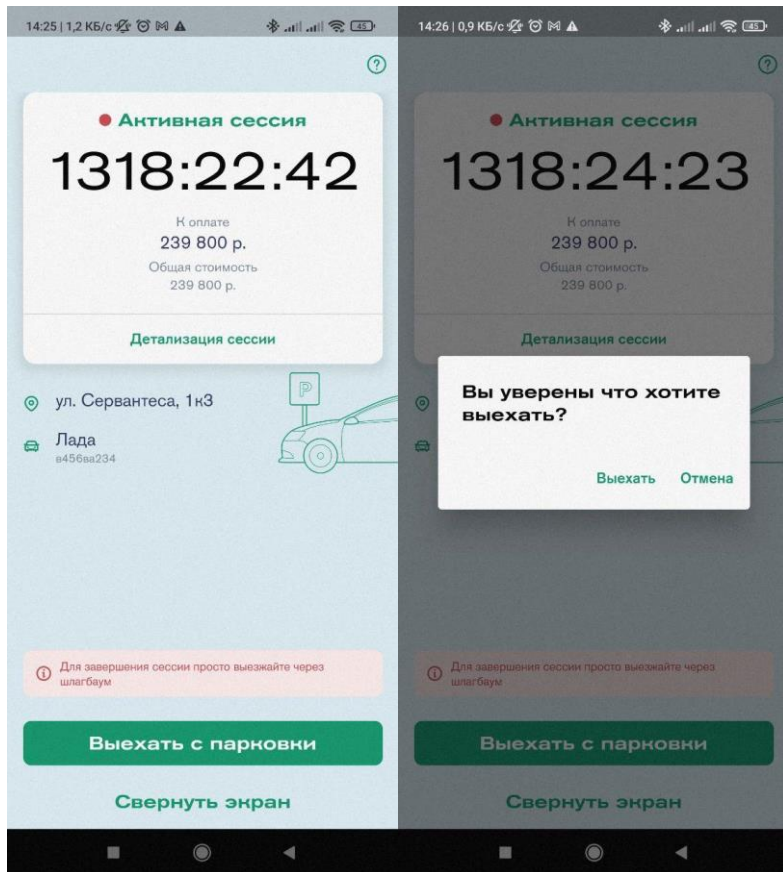 14:25 | 1,2 КБ/с
45
Активная сессия
1318:22:42
К оплате
239 800 р.
Общая стоимость
239 800 р.
Детализация сессии
P
ул. Сервантеса, 1к3
Лада
в456ва234
Для завершения сессии просто выезжайте через
шлагбаум
Выехать с парковки
Свернуть экран
14:26 | 0,9 КБ/с
45
Активная сессия
1318:24:23
К оплате
239 800 р.
Общая стоимость
239 800 р.
Детализация сессии
Вы уверены что хотите
выехать?
Выехать Отмена
Для завершения сессии просто выезжайте через
шлагбаум
Выехать с парковки
Свернуть экран